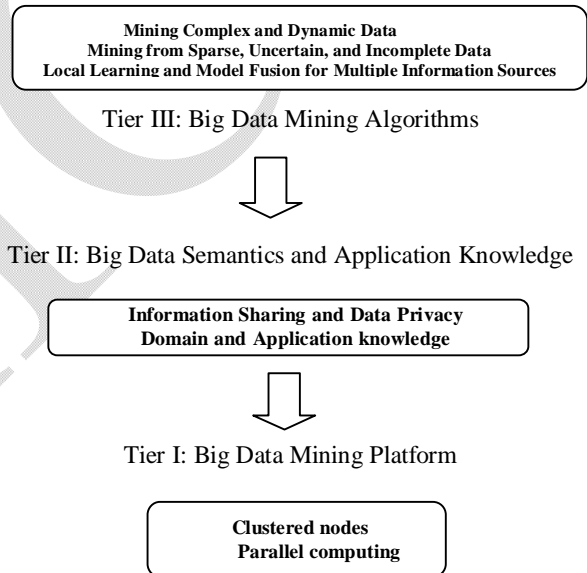 Mining Complex and Dynamic Data
Mining from Sparse, Uncertain, and Incomplete Data
Local Learning and Model Fusion for Multiple Information Sources
Tier III: Big Data Mining Algorithms
Tier II: Big Data Semantics and Application Knowledge
Information Sharing and Data Privacy
Domain and Application knowledge
Tier I: Big Data Mining Platform
Clustered nodes
Parallel computing